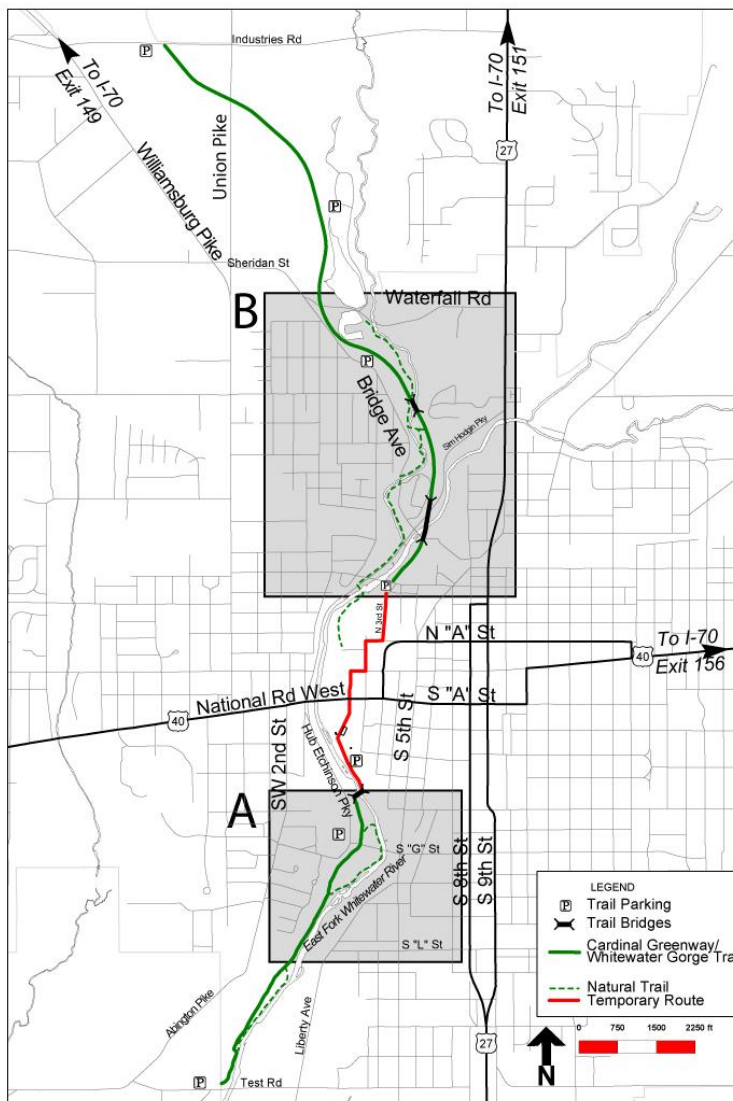 Industries Rd
P
To I-70
Exit 149
To I-70
Exit 151
27
Williamsburg Pike
Union Pike
P
Sheridan St
B
Waterfall Rd
P
Bridge Ave
Sim Hodgin Pky
P
N 3rd St
N "A" St
To I-70
40
Exit 156
National Rd West
S "A" St
40
SW 2nd St
Hub Etchinson Pky
S 5th St
P
A
P
S "G" St
S 8th St
S 9th St
East Fork Whitewater River
S "L" St
Abington Pike
Liberty Ave
P
Test Rd
27
LEGEND
P Trail Parking
Trail Bridges
Cardinal Greenway/
Whitewater Gorge Tra
Natural Trail
Temporary Route
0 750 1500 2250 ft
N